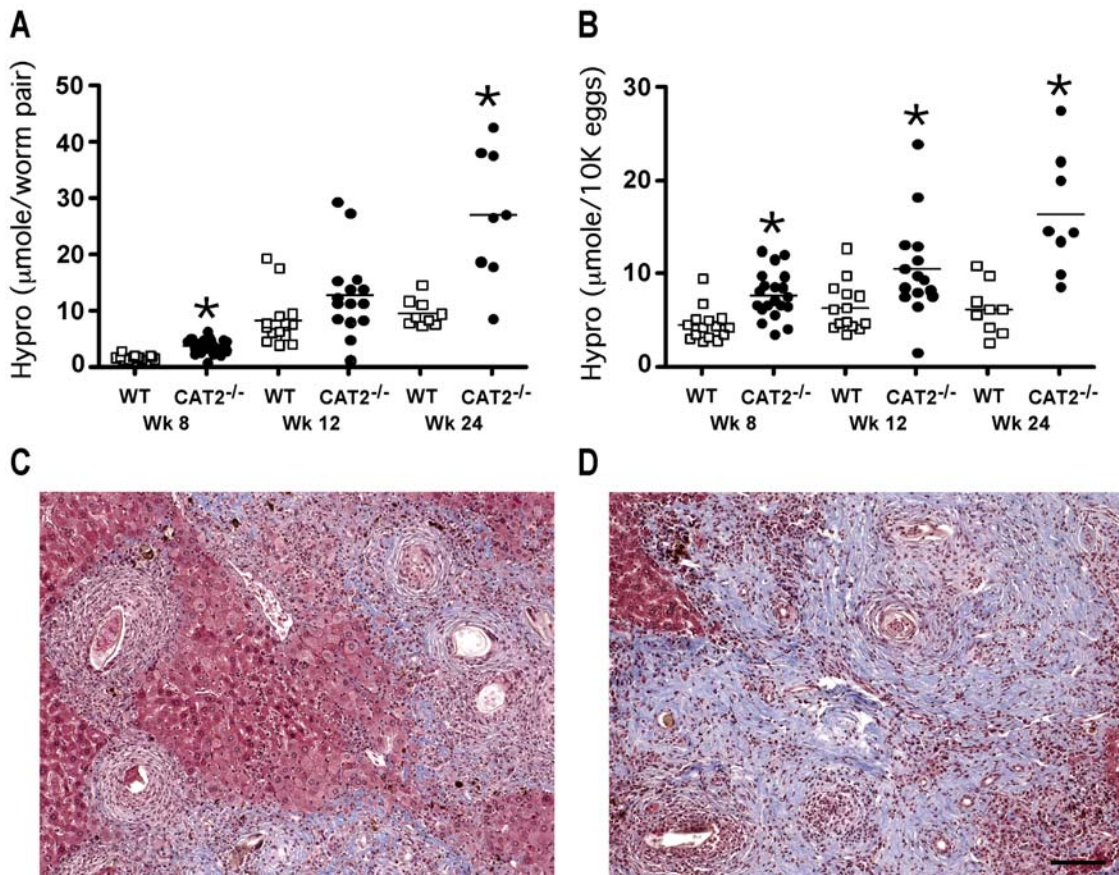 A
Hypro (μmole/worm pair)
50
40
30
20
10
0
* *
WT CAT2-/- WT CAT2-/- WT CAT2-/-
Wk 8 Wk 12 Wk 24
B
Hypro (μmole/10K eggs)
30
20
10
0
* * *
WT CAT2-/- WT CAT2-/- WT CAT2-/-
Wk 8 Wk 12 Wk 24
C
D